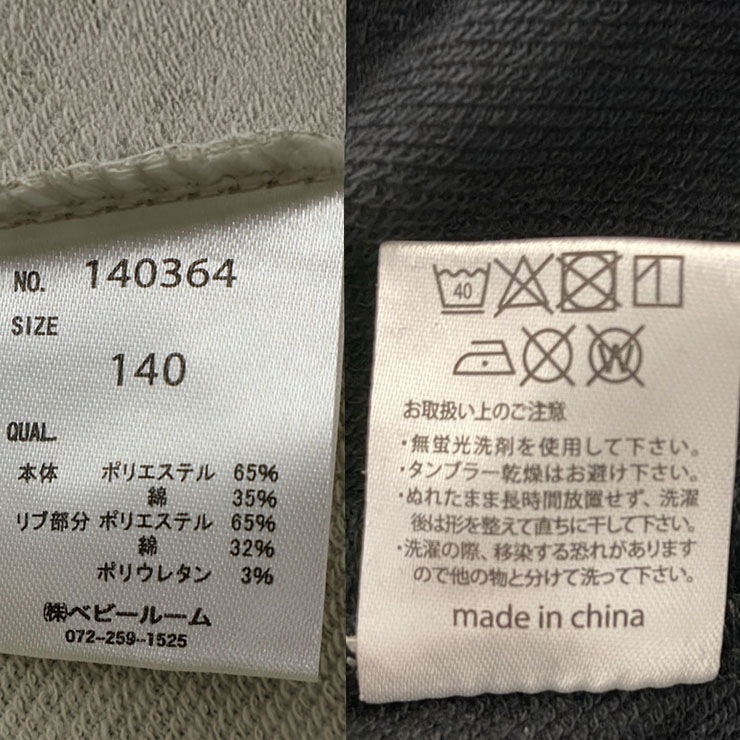 NO. 140364
SIZE
140
QUAL.
本体 ポリエステル 65%
綿 35%
リブ部分 ポリエステル 65%
綿 32%
ポリウレタン 3%
㈱ベビールーム
072-259-1525
40
W
お取扱い上のご注意
・無蛍光洗剤を使用して下さい。
・タンブラー乾燥はお避け下さい。
・ぬれたまま長時間放置せず、洗濯
後は形を整えて直ちに干して下さい。
・洗濯の際、移染する恐れがあります
ので他の物と分けて洗って下さい。
made in china